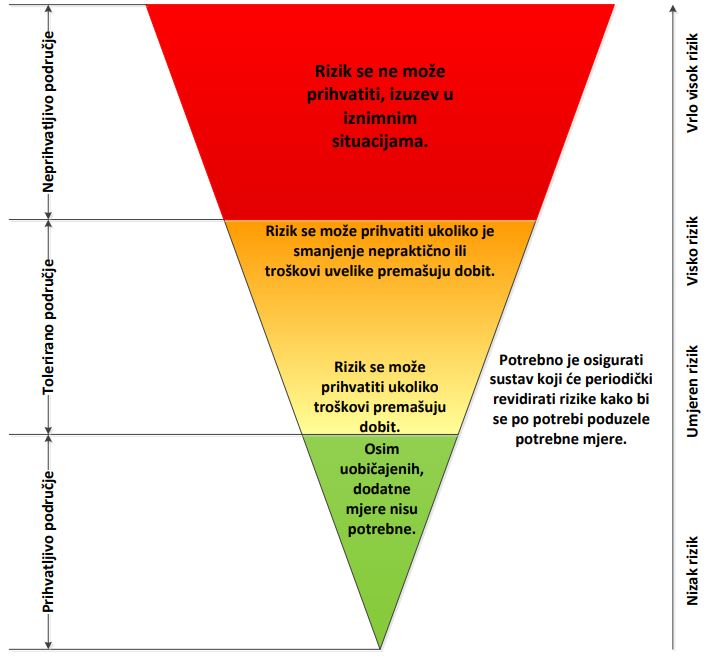 Neprihvatljivo područje
Tolerirano područje
Prihvatljivo područje
Rizik se ne može
prihvatiti, izuzev u
iznimnim
situacijama.
Rizik se može prihvatiti ukoliko je
smanjenje nepraktično ili
troškovi uvelike premašuju dobit.
Rizik se može
prihvatiti ukoliko
troškovi premašuju
dobit.
Osim
uobičajenih,
dodatne
mjere nisu
potrebne.
Potrebno je osigurati
sustav koji će periodički
revidirati rizike kako bi
se po potrebi poduzele
potrebne mjere.
Vrlo visok rizik
Visko rizik
Umjeren rizik
Nizak rizik